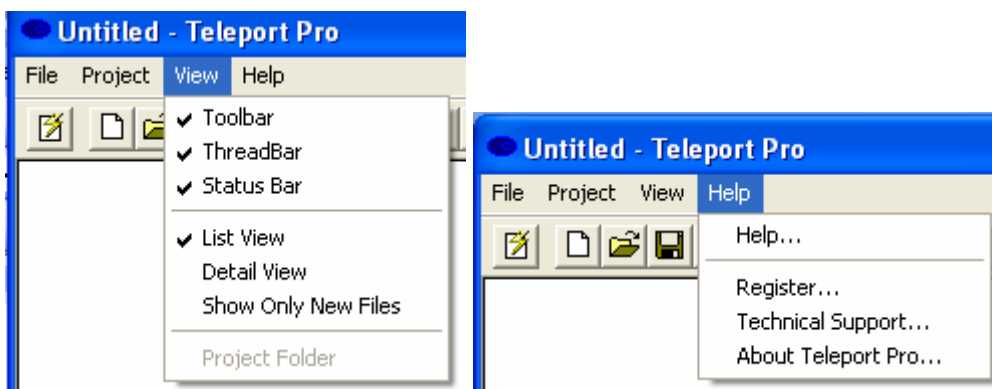 Untitled - Teleport Pro
File Project View Help
Toolbar
ThreadBar
Status Bar
List View
Detail View
Show Only New Files
Project Folder
Untitled - Teleport Pro
File Project View Help
Help...
Register...
Technical Support...
About Teleport Pro...